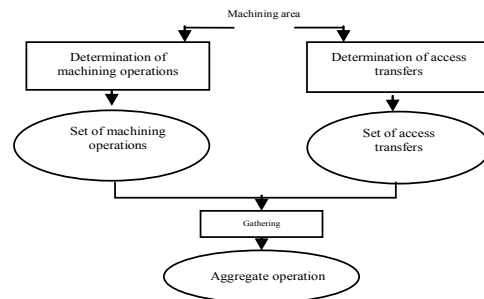 Machining area
Determination of
machining operations
Determination of access
transfers
Set of machining
operations
Set of access
transfers
Gathering
Aggregate operation